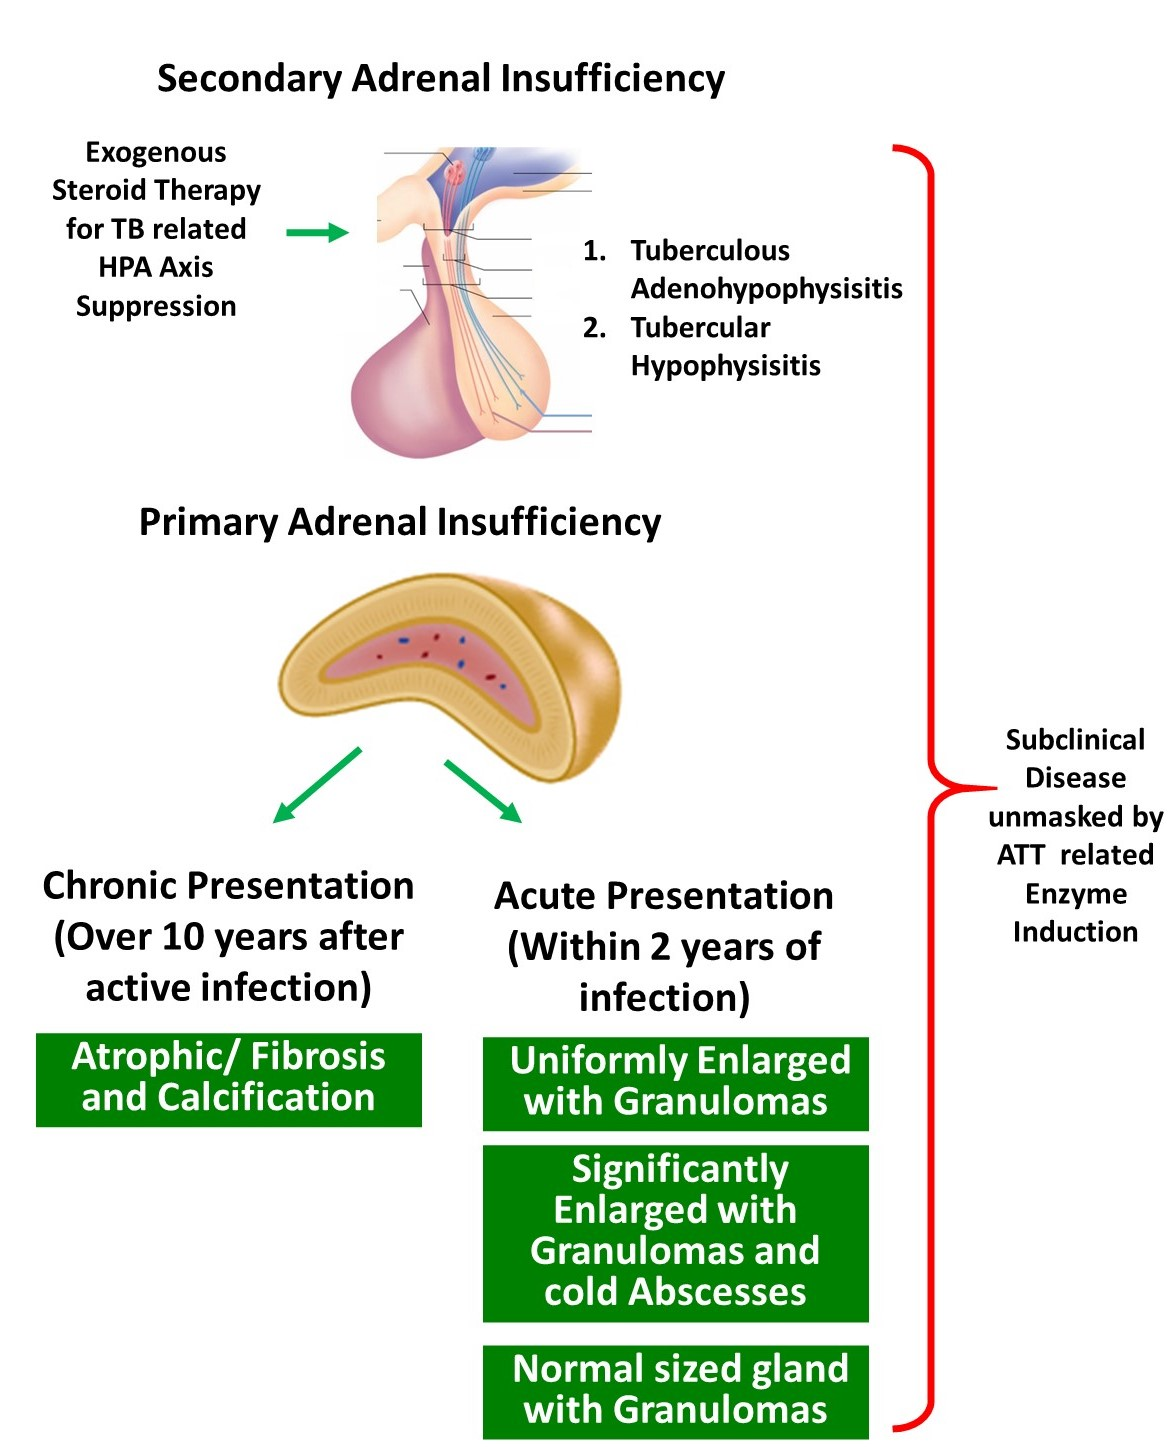 Secondary Adrenal Insufficiency
Exogenous
Steroid Therapy
for TB related
HPA Axis
Suppression
1. Tuberculous
Adenohypophysisitis
2. Tubercular
Hypophysisitis
Primary Adrenal Insufficiency
Subclinical
Disease
unmasked by
ATT related
Enzyme
Induction
Chronic Presentation
(Over 10 years after
active infection)
Atrophic/ Fibrosis
and Calcification
Acute Presentation
(Within 2 years of
infection)
Uniformly Enlarged
with Granulomas
Significantly
Enlarged with
Granulomas and
cold Abscesses
Normal sized gland
with Granulomas